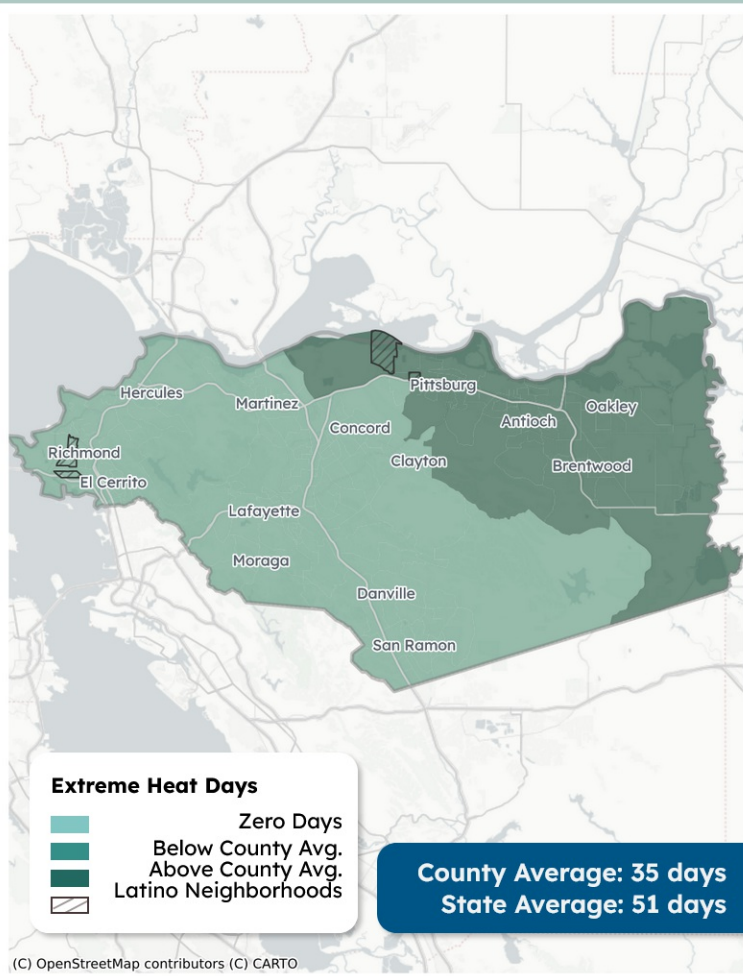 Hercules
Martinez
Pittsburg
Oakley
Antioch
Concord
Richmond
Clayton
Brentwood
El Cerrito
Lafayette
Moraga
Danville
San Ramon
Extreme Heat Days
Zero Days
Below County Avg.
Above County Avg.
Latino Neighborhoods
County Average: 35 days
State Average: 51 days
(C) OpenStreetMap contributors (C) CARTO